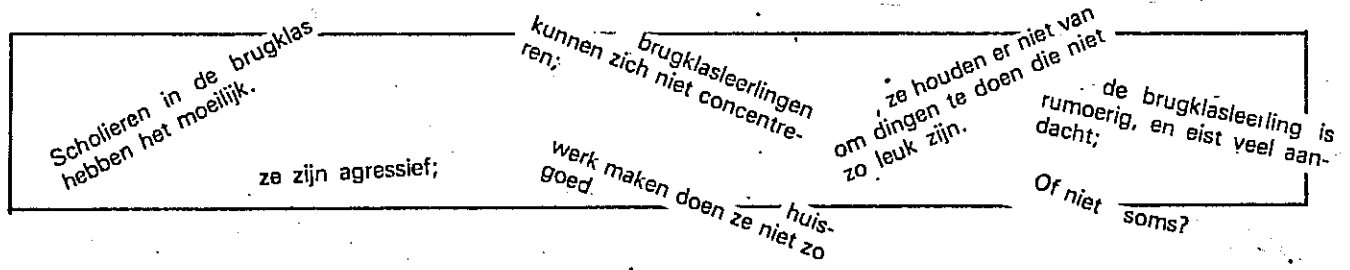 Scholieren in de brugklas
hebben het moeilijk.
ze zijn agressief;
brugklasleerlingen
kunnen zich niet concentre-
ren;
huis-
werk maken doen ze niet zo
goed
ze houden er niet van
om dingen te doen die niet
zo leuk zijn.
de brugklasleerling is
rumoerig, en eist veel aan-
dacht;
Of niet soms?